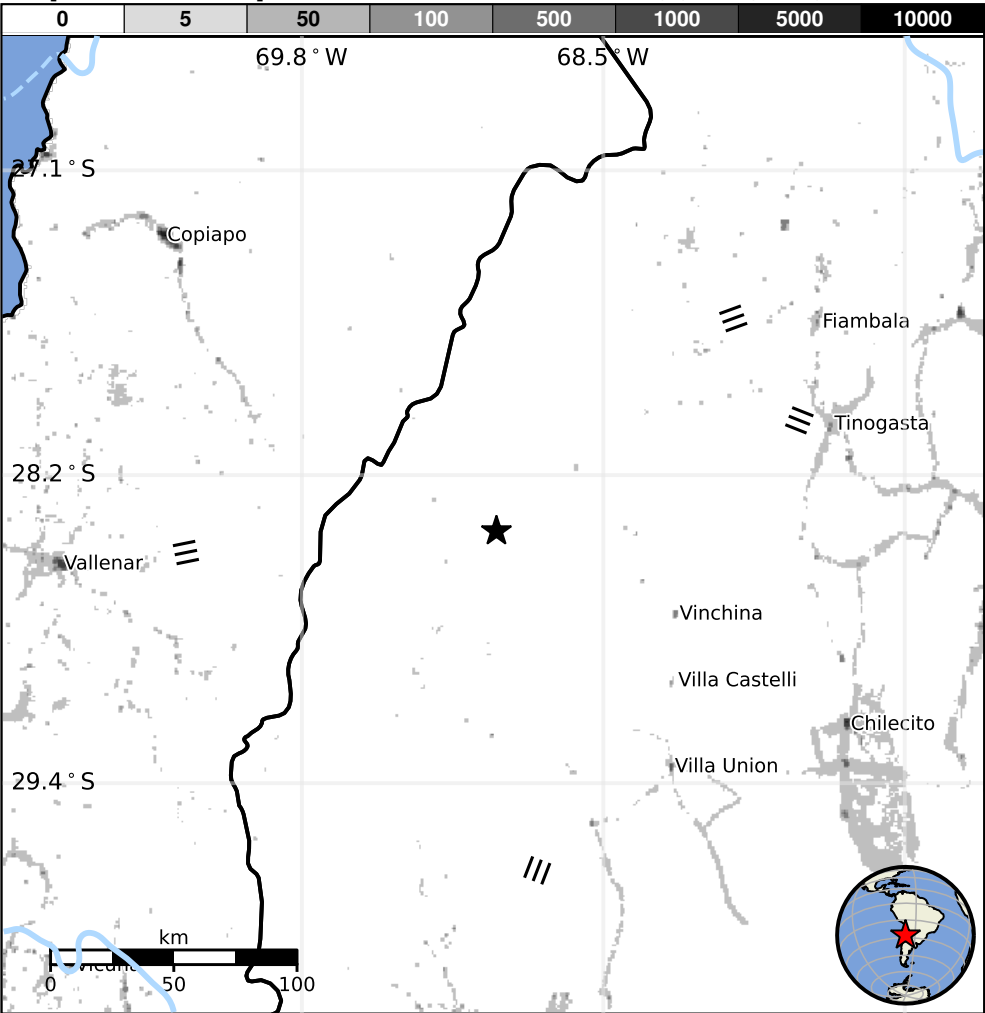 0 5 50 100 500 1000 5000 10000
69.8°W 68.5°W
27.1°S
Copiapo
Fiambala
Tinogasta
28.2°S
Vallenar
Vinchina
Villa Castelli
Chilecito
Villa Union
29.4°S
km
0 50 100